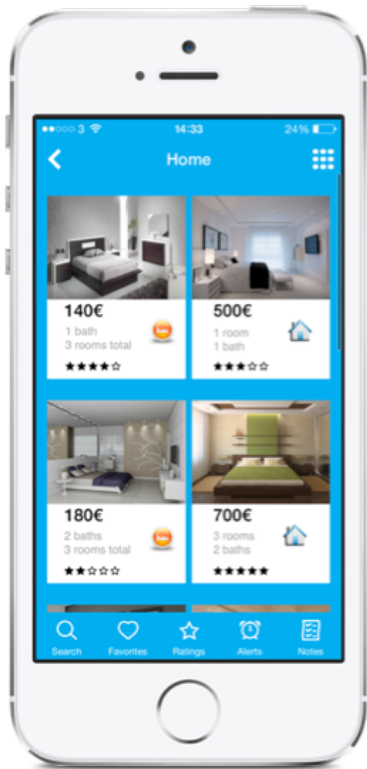 3 14:33 24%
Home
140€
1 bath
3 rooms total
500€
1 room
1 bath
180€
2 baths
3 rooms total
700€
3 rooms
2 baths
Search Favorites Ratings Alerts Notes